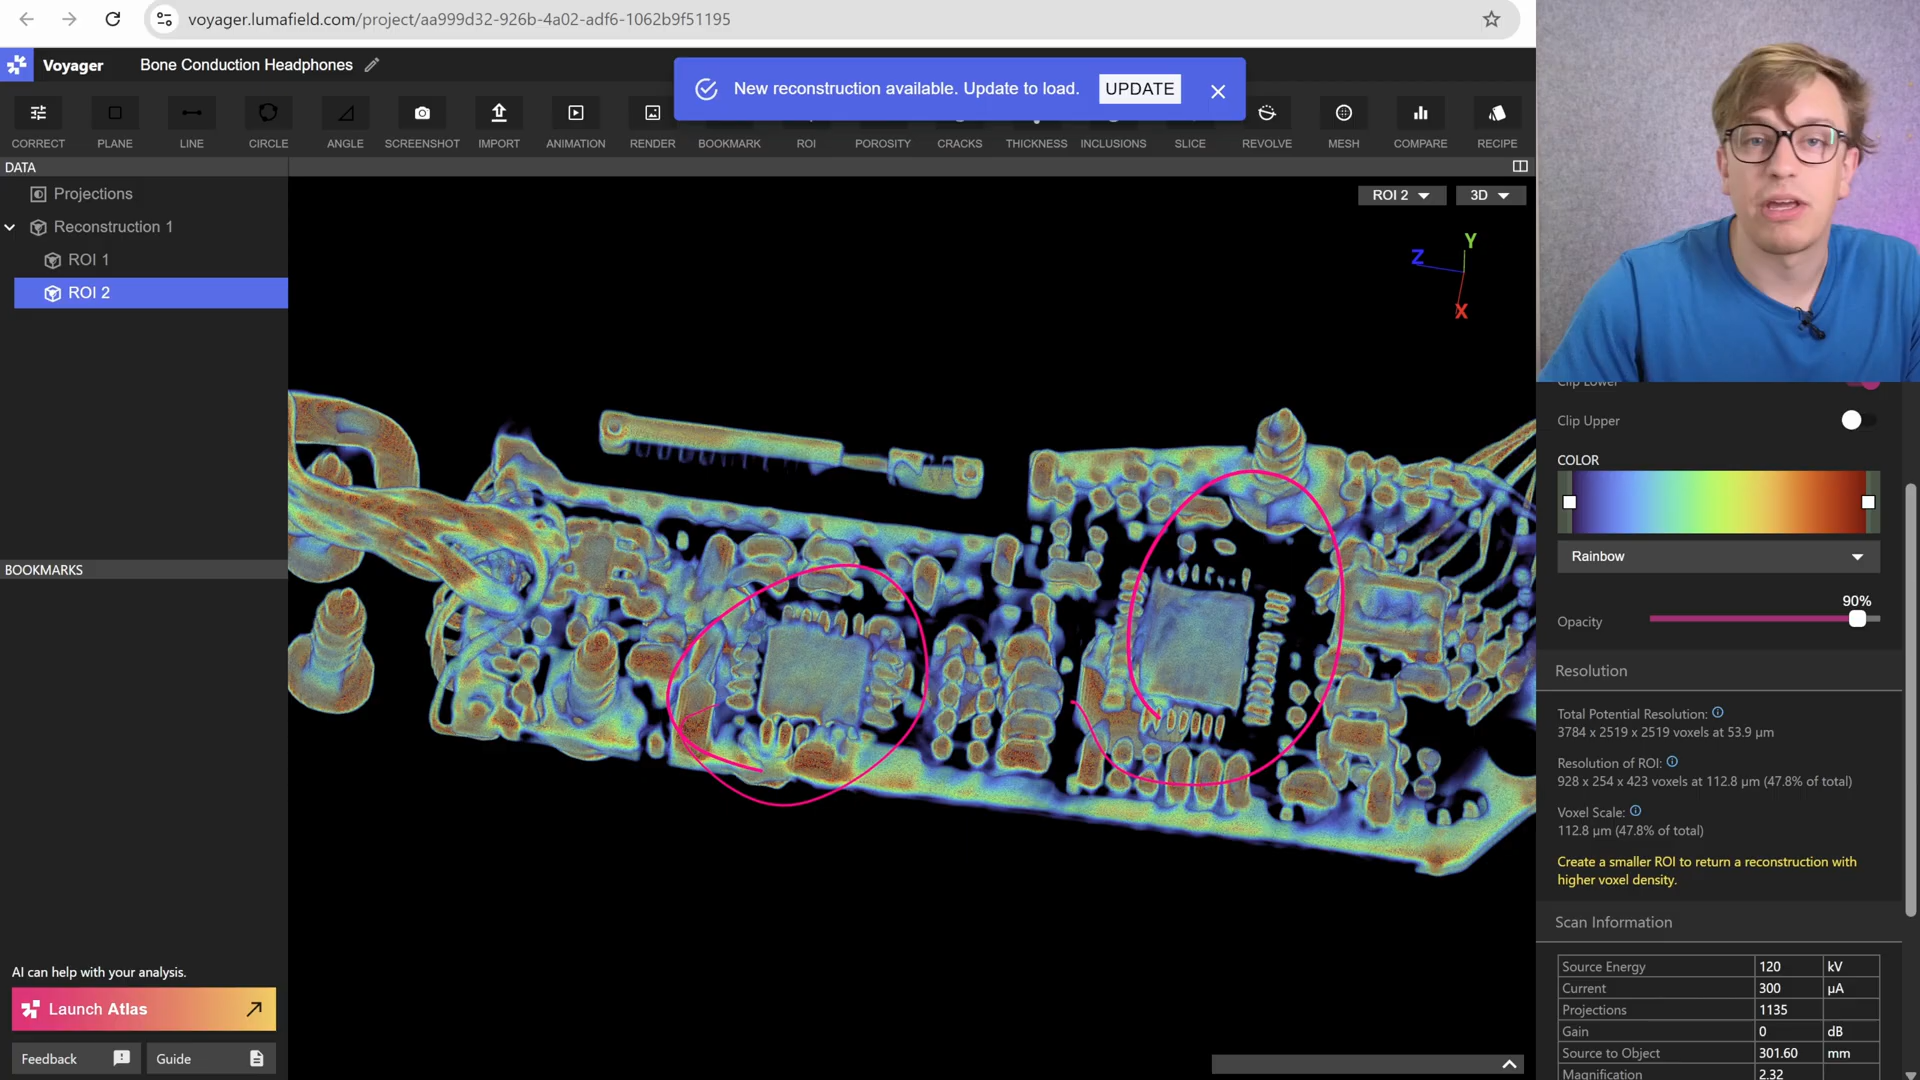 voyager.lumafield.com/project/aa999d32-926b-4a02-adf6-1062b9f51195
Voyager
Bone Conduction Headphones
New reconstruction available. Update to load.
UPDATE
CORRECT
PLANE
LINE
CIRCLE
ANGLE
SCREENSHOT
IMPORT
ANIMATION
RENDER
BOOKMARK
ROI
POROSITY
CRACKS
THICKNESS
INCLUSIONS
SLICE
REVOLVE
MESH
COMPARE
RECIPE
DATA
Projections
Reconstruction 1
ROI 1
ROI 2
ROI 2
3D
Y
Z
X
BOOKMARKS
AI can help with your analysis.
Launch Atlas
Feedback
Guide
Clip Lower
Clip Upper
COLOR
Rainbow
90%
Opacity
Resolution
Total Potential Resolution:
3784 x 2519 x 2519 voxels at 53.9 µm
Resolution of ROI:
928 x 254 x 423 voxels at 112.8 µm (47.8% of total)
Voxel Scale:
112.8 µm (47.8% of total)
Create a smaller ROI to return a reconstruction with
higher voxel density.
Scan Information
Source Energy 120 kV
Current 300 µA
Projections 1135
Gain 0 dB
Source to Object 301.60 mm
Magnification 2.32